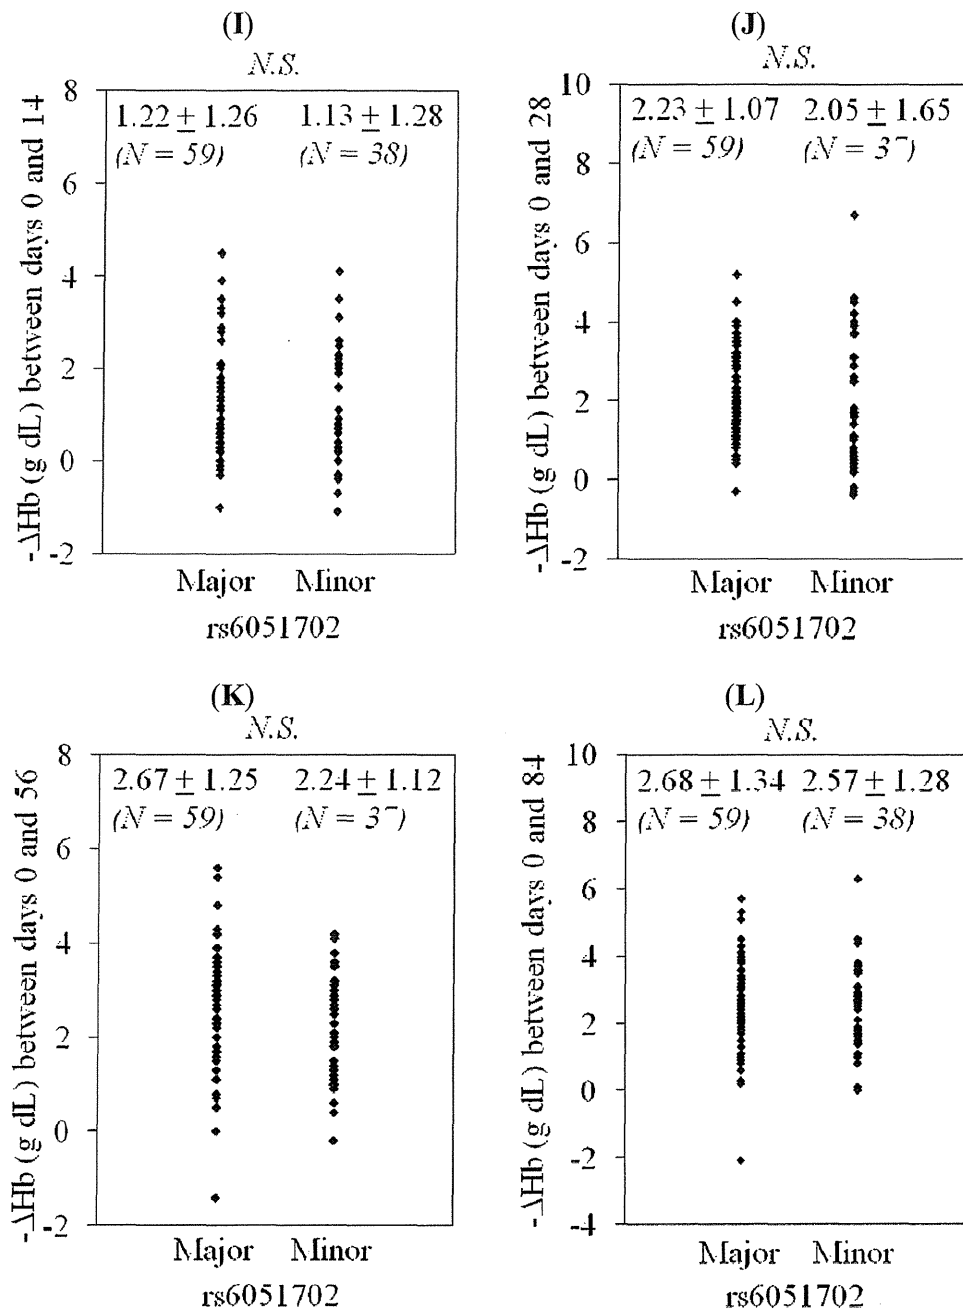 (I)
N.S.
1.22 ± 1.26 1.13 ± 1.28
(N = 59) (N = 38)
8
6
4
2
0
-2
-ΔHb (g dL) between days 0 and 14
Major Minor
rs6051702
(J)
N.S.
2.23 ± 1.07 2.05 ± 1.65
(N = 59) (N = 37)
10
8
6
4
2
0
-2
-ΔHb (g dL) between days 0 and 28
Major Minor
rs6051702
(K)
N.S.
2.67 ± 1.25 2.24 ± 1.12
(N = 59) (N = 37)
8
6
4
2
0
-2
-ΔHb (g dL) between days 0 and 56
Major Minor
rs6051702
(L)
N.S.
2.68 ± 1.34 2.57 ± 1.28
(N = 59) (N = 38)
10
8
6
4
2
0
-2
-4
-ΔHb (g dL) between days 0 and 84
Major Minor
rs6051702